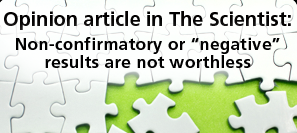 Opinion article in The Scientist:
Non-confirmatory or “negative”
results are not worthless